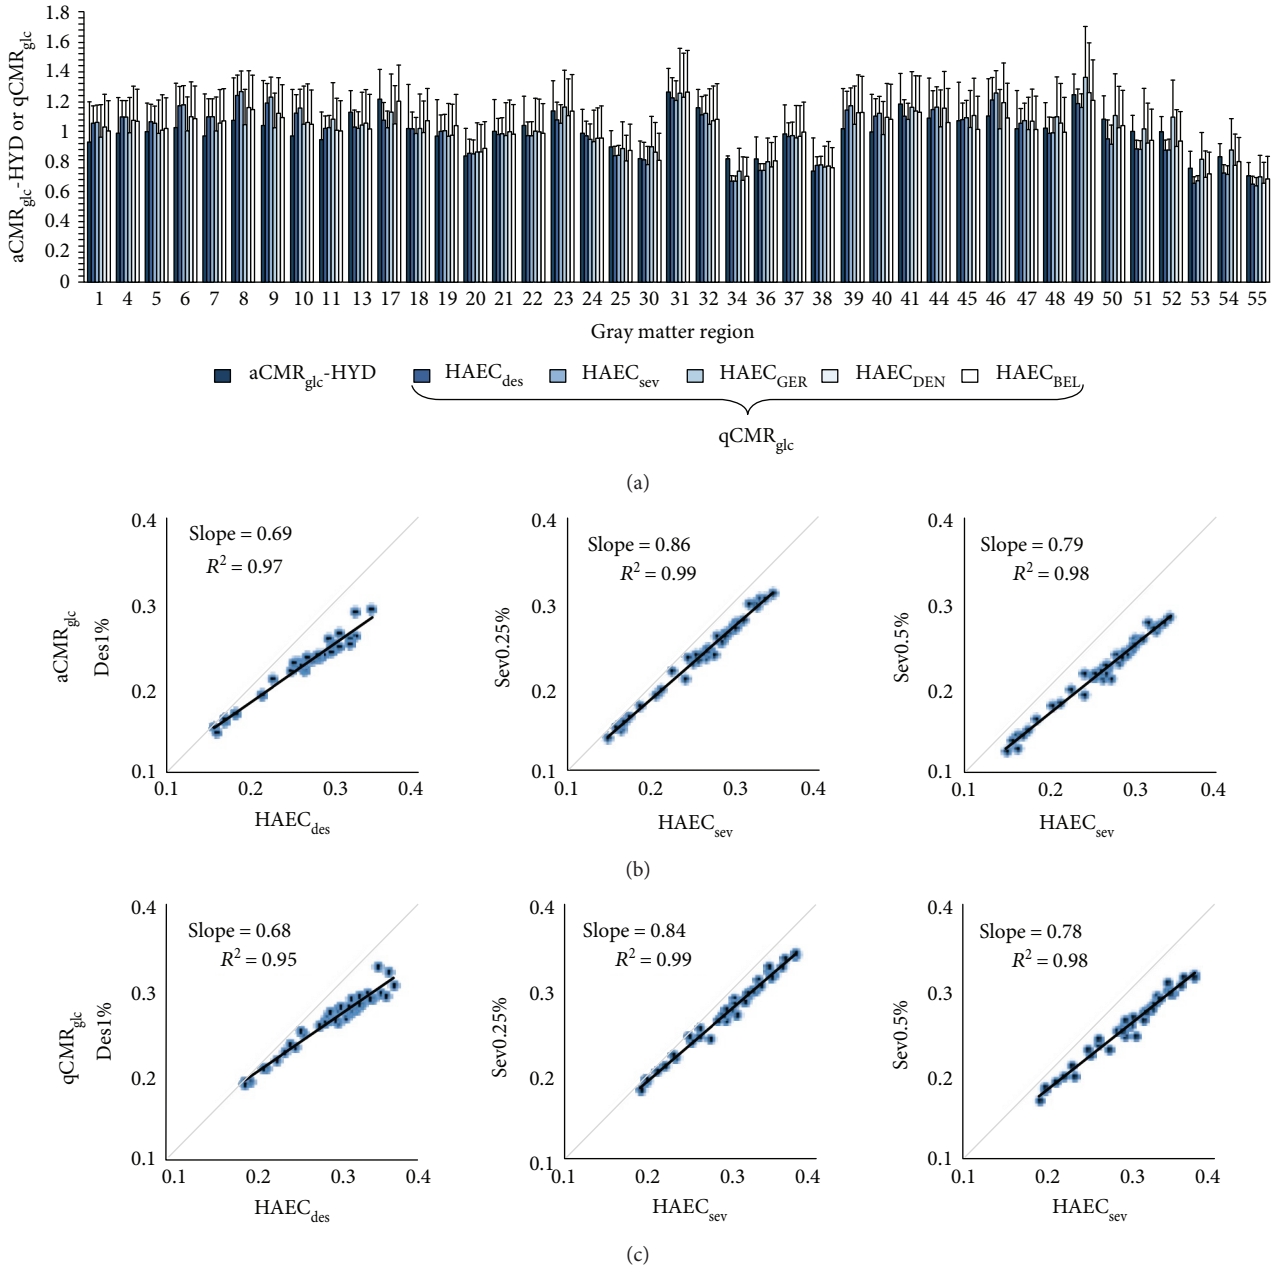 1.8
1.6
1.4
1.2
1
0.8
0.6
0.4
0.2
0
aCMRglc-HYD or qCMRglc
1 4 5 6 7 8 9 10 11 13 17 18 19 20 21 22 23 24 25 30 31 32 34 36 37 38 39 40 41 44 45 46 47 48 49 50 51 52 53 54 55
Gray matter region
aCMRglc-HYD HAECdes HAECsev HAECGER HAECDEN HAECBEL
qCMRglc
(a)
aCMRglc
Des1%
0.4
0.3
0.2
0.1
Slope = 0.69
R2 = 0.97
0.1 0.2 0.3 0.4
HAECdes
Sev0.25%
0.4
0.3
0.2
0.1
Slope = 0.86
R2 = 0.99
0.1 0.2 0.3 0.4
HAECsev
Sev0.5%
0.4
0.3
0.2
0.1
Slope = 0.79
R2 = 0.98
0.1 0.2 0.3 0.4
HAECsev
(b)
qCMRglc
Des1%
0.4
0.3
0.2
0.1
Slope = 0.68
R2 = 0.95
0.1 0.2 0.3 0.4
HAECdes
Sev0.25%
0.4
0.3
0.2
0.1
Slope = 0.84
R2 = 0.99
0.1 0.2 0.3 0.4
HAECsev
Sev0.5%
0.4
0.3
0.2
0.1
Slope = 0.78
R2 = 0.98
0.1 0.2 0.3 0.4
HAECsev
(c)